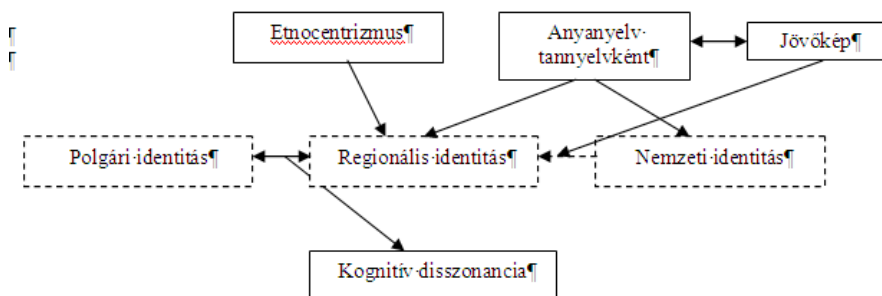 Etnocentrizmus¶
Anyanyelv-
tannyelvként¶
Jövőkép¶
¶
¶
Polgári·identitás¶
Regionális·identitás¶
Nemzeti·identitás¶
Kognitív·disszonancia¶